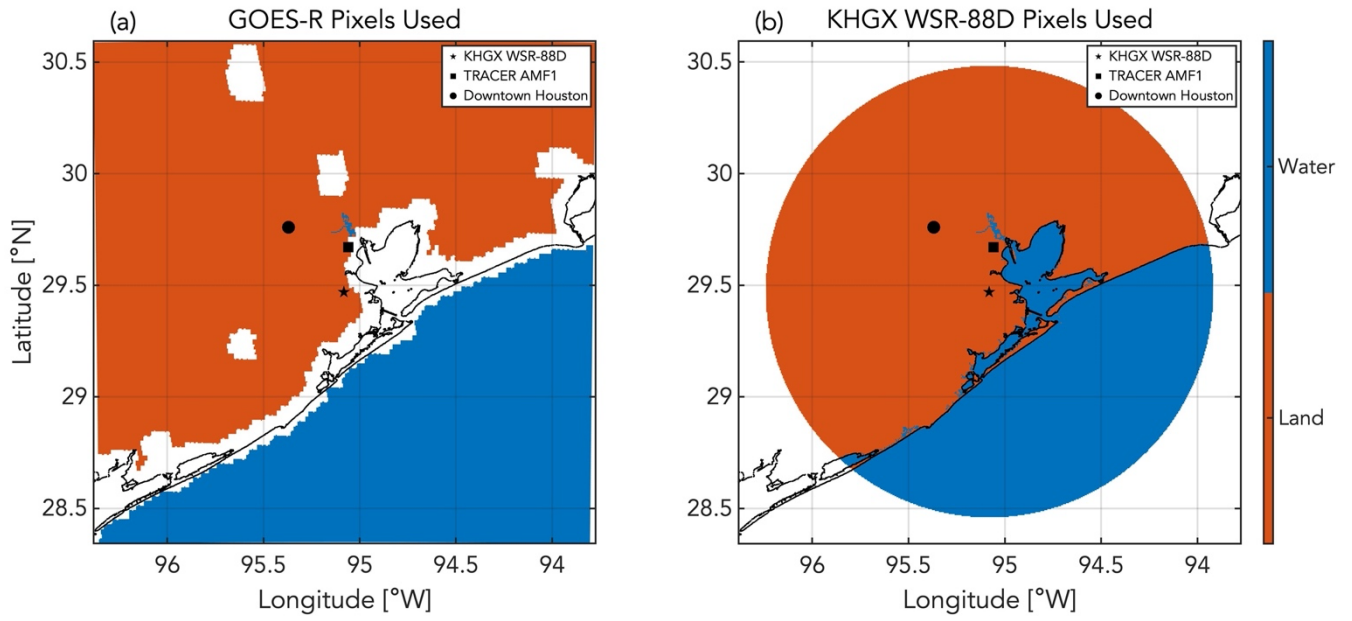 (a) GOES-R Pixels Used
KHGX WSR-88D
TRACER AMF1
Downtown Houston
30.5
30
29.5
29
28.5
Latitude [°N]
96 95.5 95 94.5 94
Longitude [°W]
(b) KHGX WSR-88D Pixels Used
KHGX WSR-88D
TRACER AMF1
Downtown Houston
30.5
30
29.5
29
28.5
96 95.5 95 94.5 94
Longitude [°W]
Water
Land